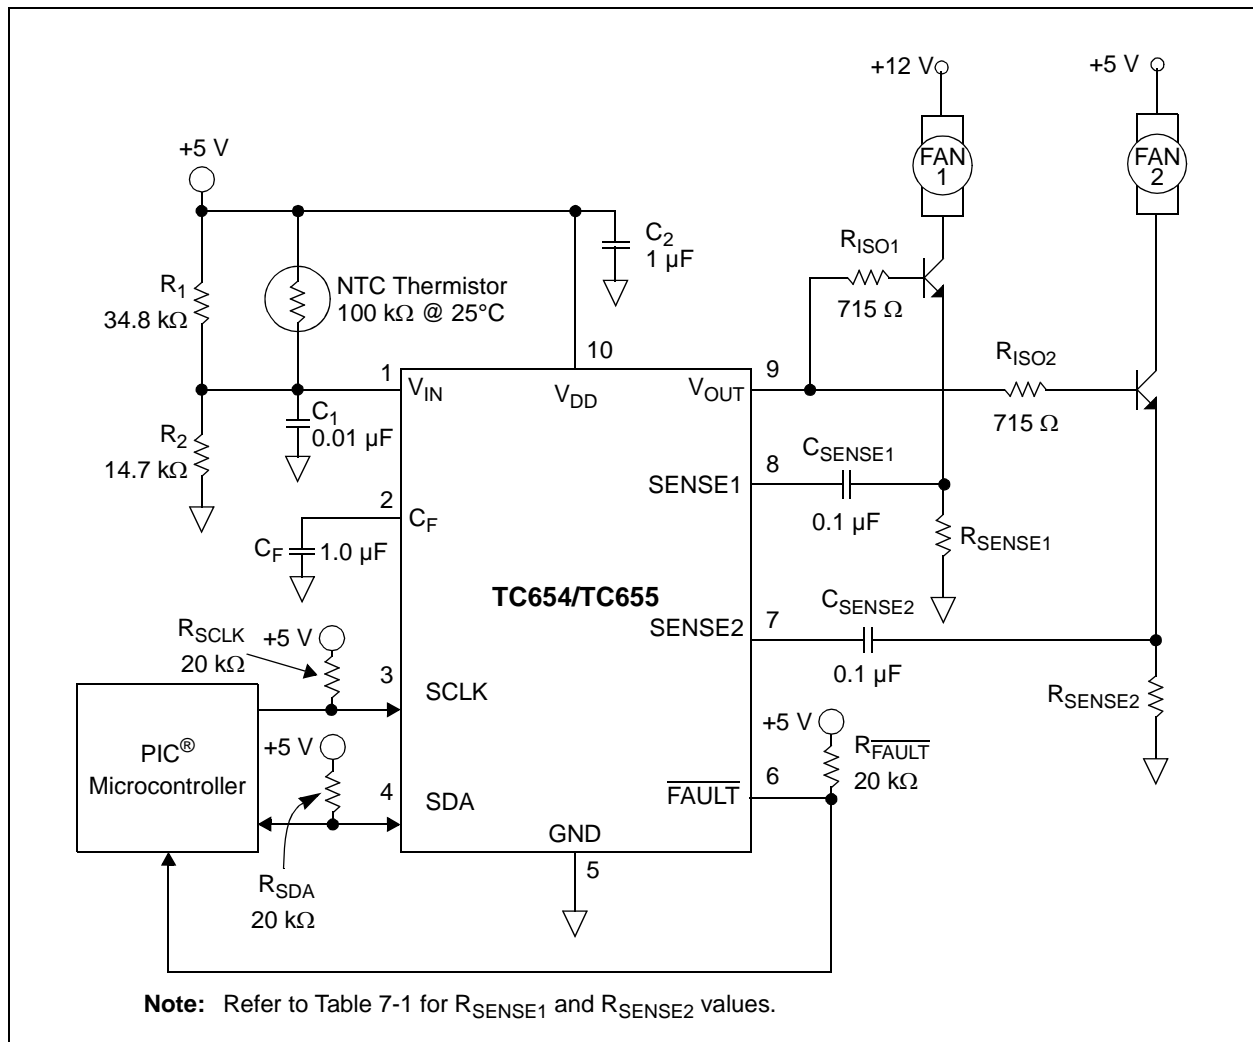 +12 V
+5 V
FAN
1
FAN
2
+5 V
C2
1 µF
RISO1
715 Ω
R1
34.8 kΩ
NTC Thermistor
100 kΩ @ 25°C
RISO2
715 Ω
10
1
VIN
VDD
VOUT
9
C1
0.01 µF
R2
14.7 kΩ
CSENSE1
0.1 µF
8
SENSE1
2
CF
CF
1.0 µF
RSENSE1
TC654/TC655
CSENSE2
0.1 µF
7
SENSE2
RSCLK
20 kΩ
+5 V
3
SCLK
RSENSE2
PIC®
Microcontroller
+5 V
4
SDA
+5 V
RFAULT
20 kΩ
6
FAULT
GND
5
RSDA
20 kΩ
Note: Refer to Table 7-1 for RSENSE1 and RSENSE2 values.